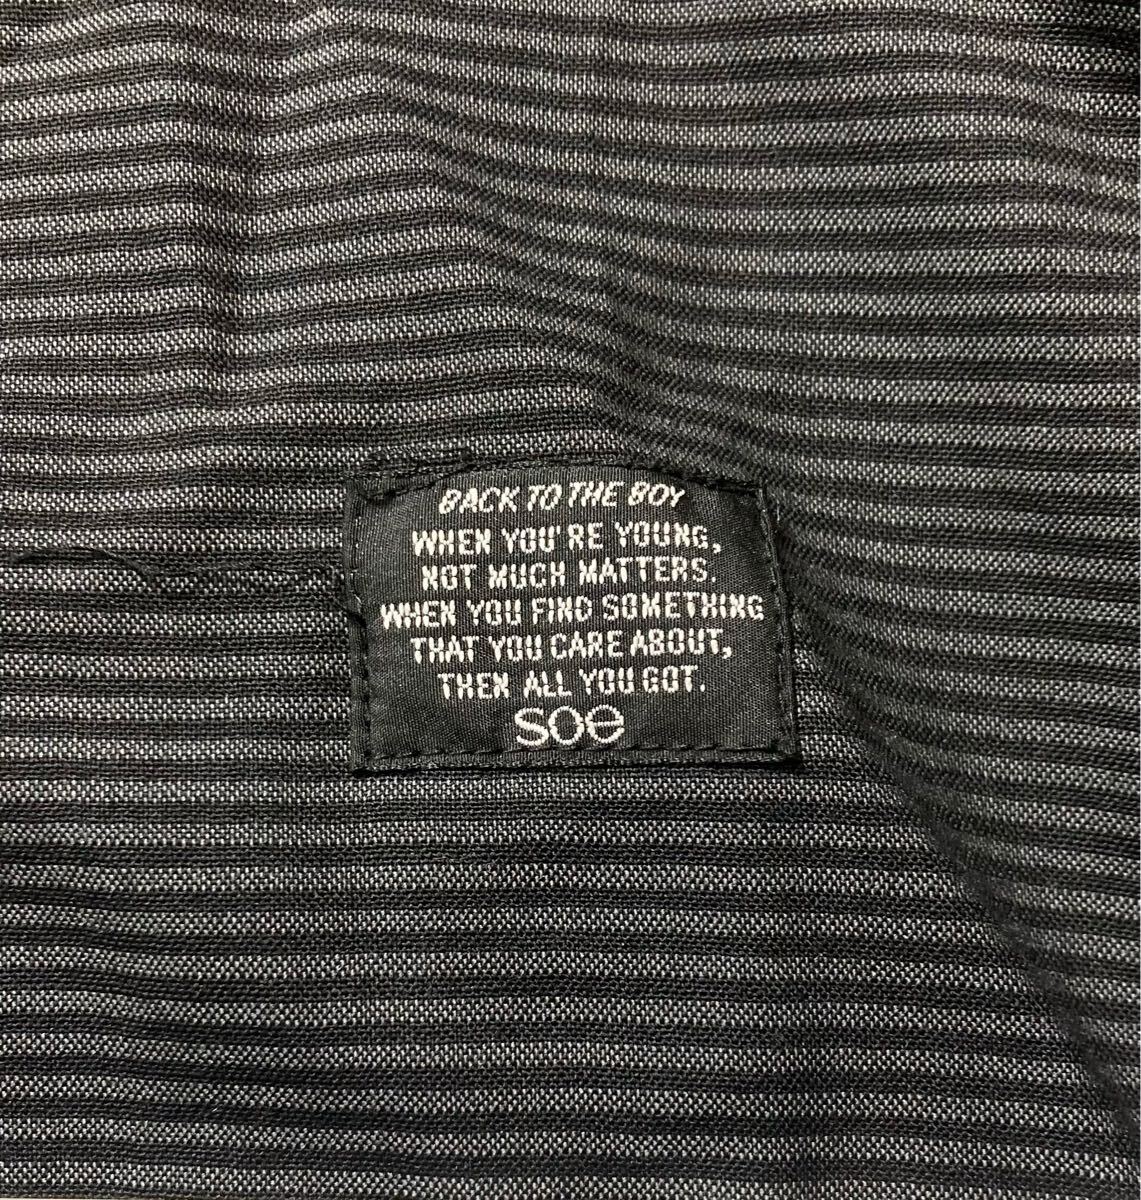 BACK TO THE BOY
WHEN YOU'RE YOUNG,
NOT MUCH MATTERS.
WHEN YOU FIND SOMETHING
THAT YOU CARE ABOUT,
THEN ALL YOU GOT.
soe